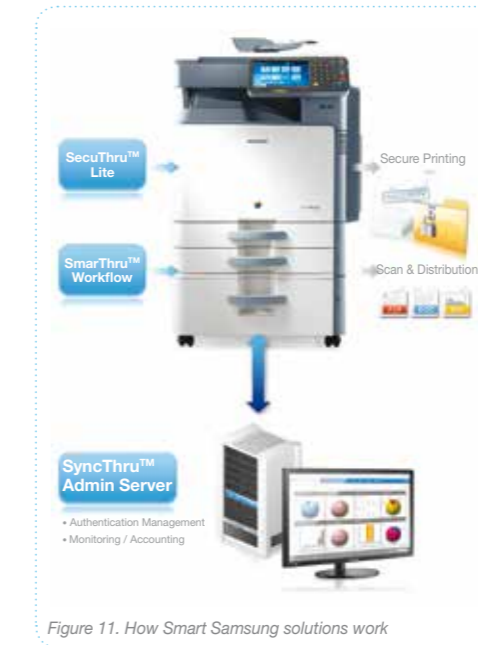 SecuThru™
Lite
Secure Printing
SmarThru™
Workflow
Scan & Distribution
SyncThru™
Admin Server
• Authentication Management
• Monitoring / Accounting
Figure 11. How Smart Samsung solutions work